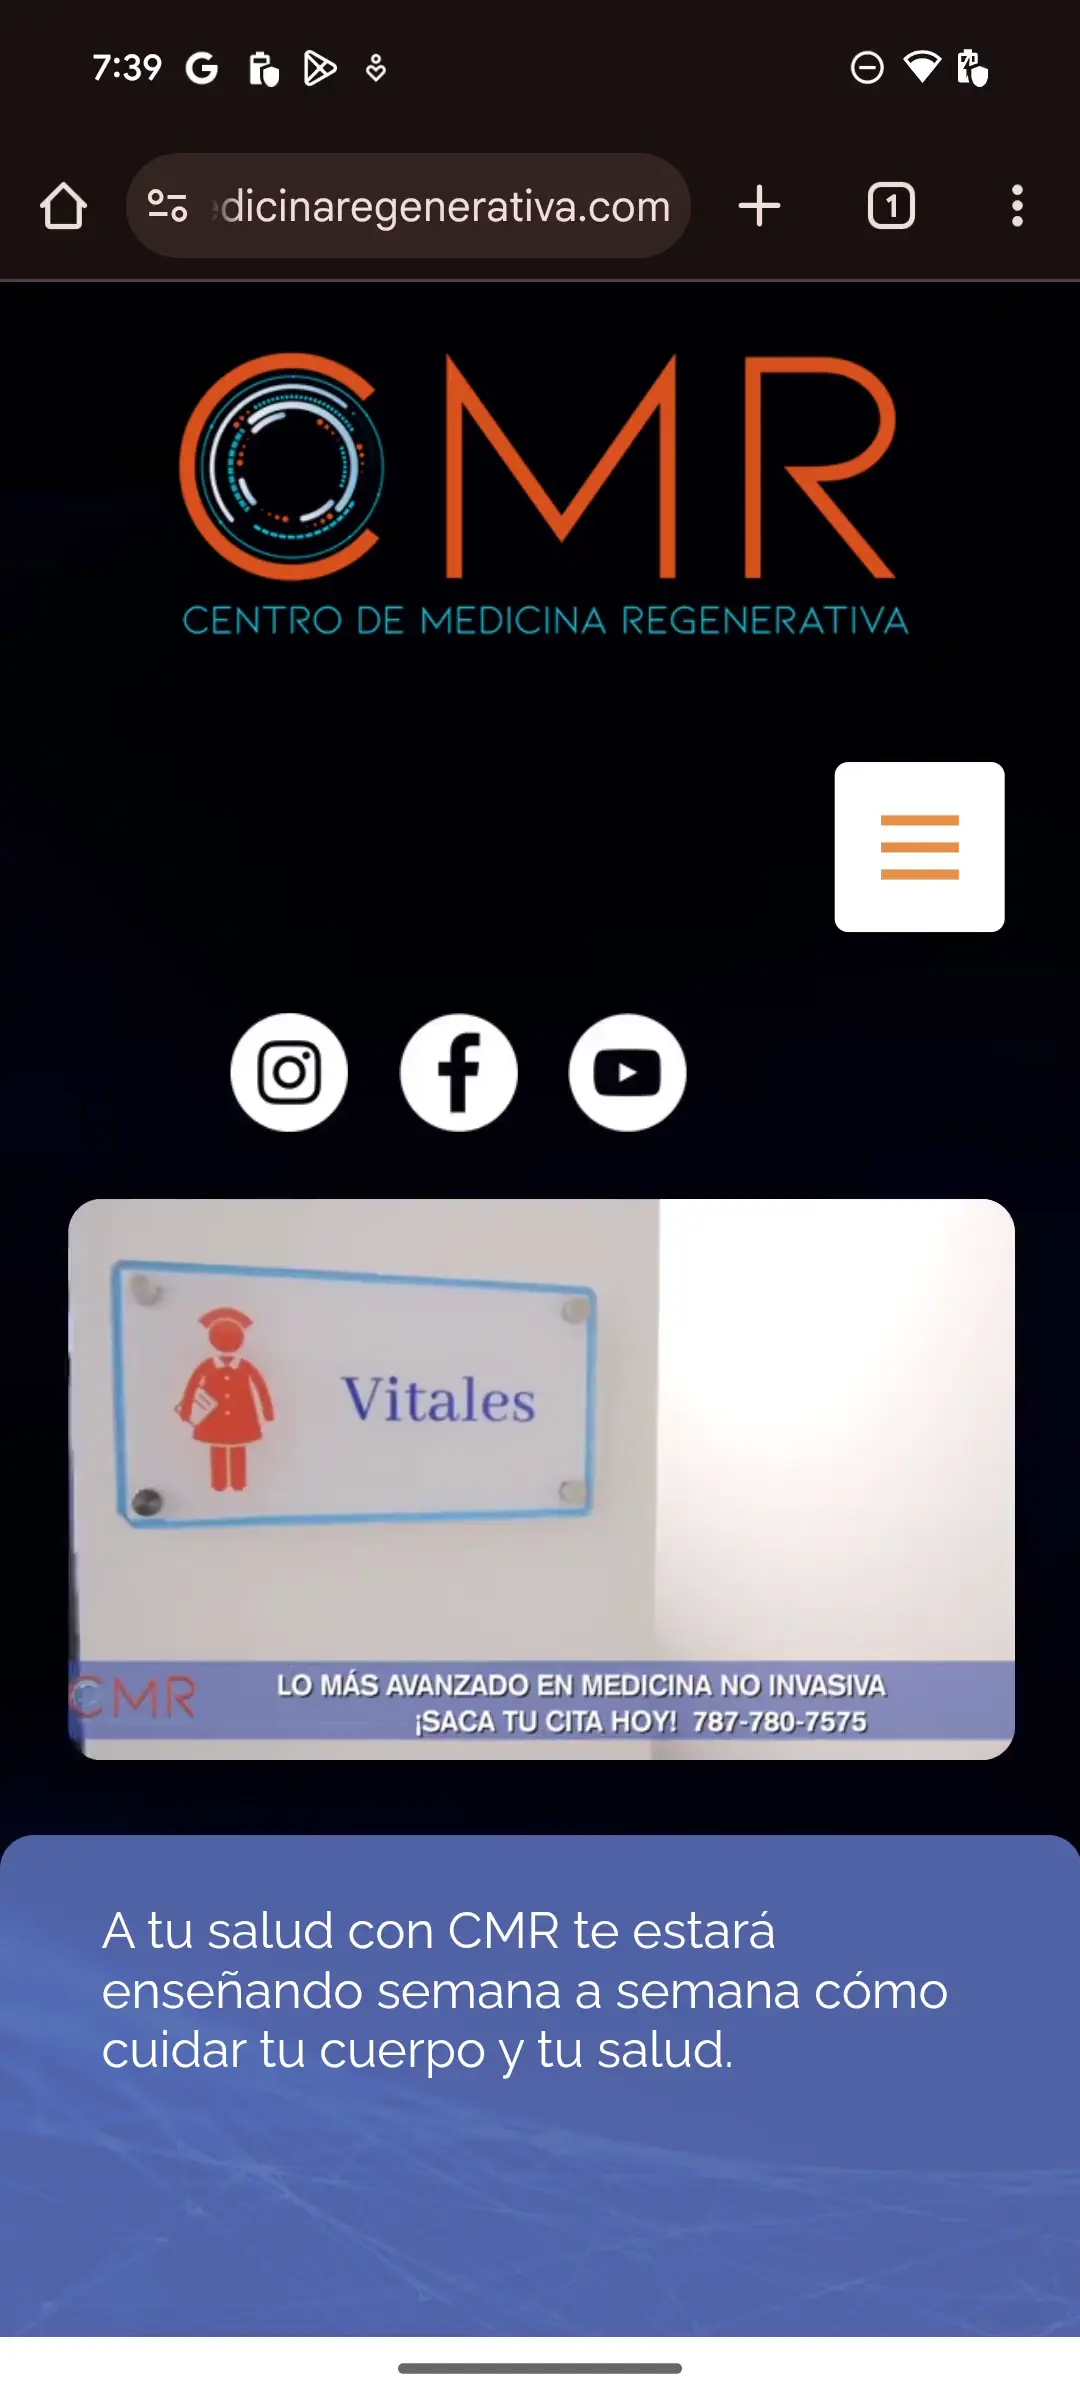 7:39
edicinaregenerativa.com
1
CMR
CENTRO DE MEDICINA REGENERATIVA
Vitales
CMR
LO MÁS AVANZADO EN MEDICINA NO INVASIVA
¡SACA TU CITA HOY! 787-780-7575
A tu salud con CMR te estará
enseñando semana a semana cómo
cuidar tu cuerpo y tu salud.